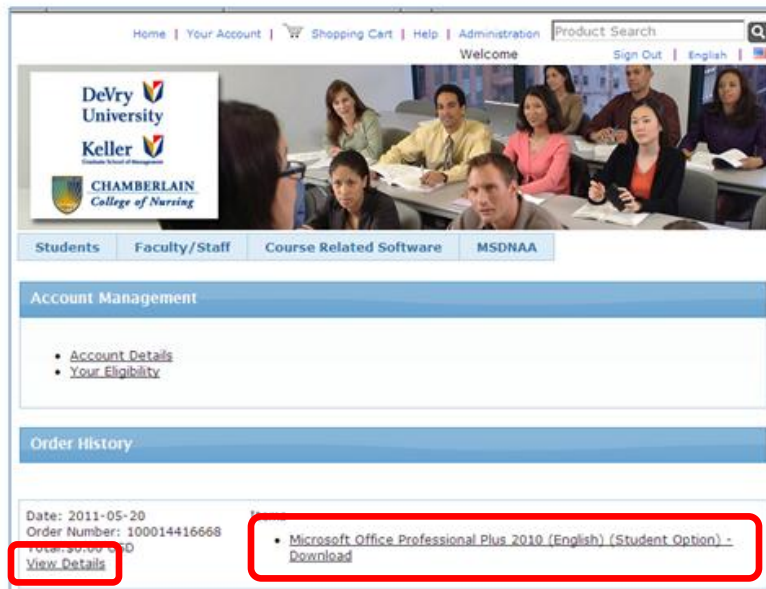 Home | Your Account | Shopping Cart | Help | Administration Product Search
Welcome Sign Out | English |
DeVry
University
Keller
Graduate School of Management
CHAMBERLAIN
College of Nursing
Students Faculty/Staff Course Related Software MSDNAA
Account Management
• Account Details
• Your Eligibility
Order History
Date: 2011-05-20
Order Number: 100014416668
Total:$0.00 USD
View Details
Items
• Microsoft Office Professional Plus 2010 (English) (Student Option) -
Download